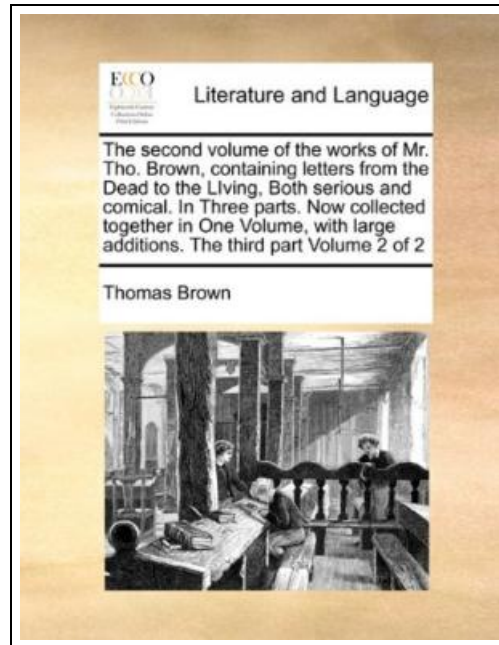 ECCO
Literature and Language
The second volume of the works of Mr.
Tho. Brown, containing letters from the
Dead to the LIving, Both serious and
comical. In Three parts. Now collected
together in One Volume, with large
additions. The third part Volume 2 of 2
Thomas Brown